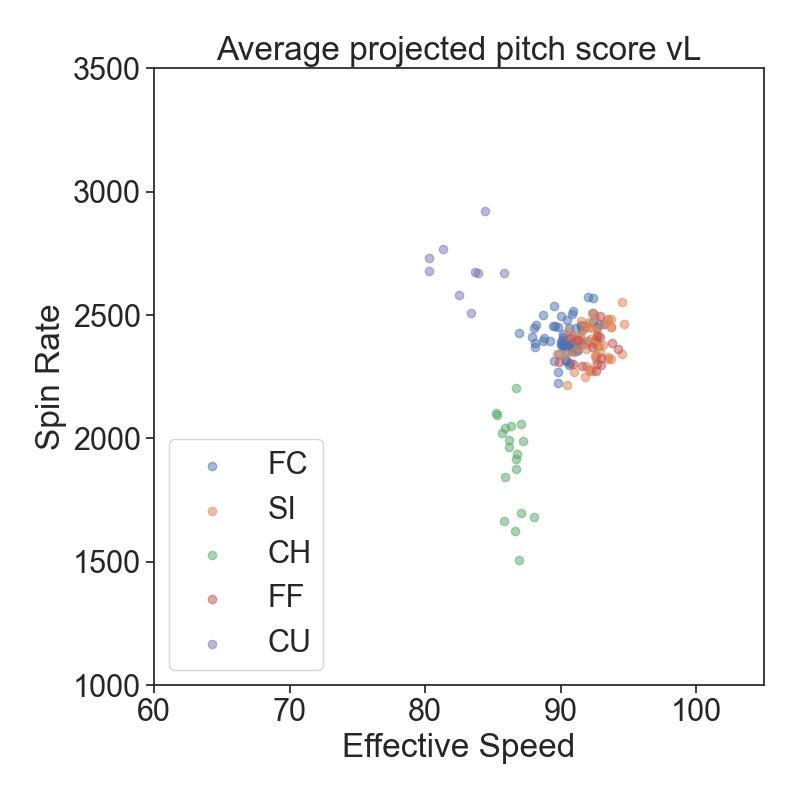 Average projected pitch score vL
3500
3000
2500
2000
1500
1000
Spin Rate
FC
SI
CH
FF
CU
60 70 80 90 100
Effective Speed